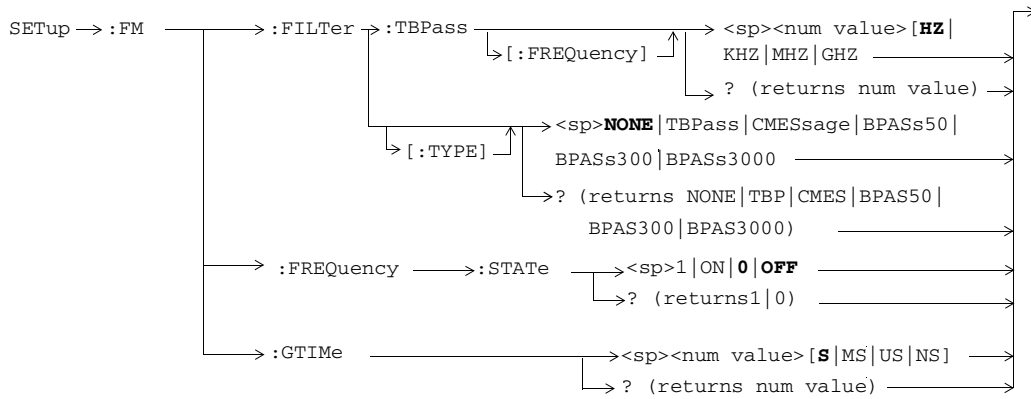 SETup :FM :FILTer :TBPass <sp><num value>[HZ|
[:FREQuency] KHZ|MHZ|GHZ
? (returns num value)
<sp>NONE|TBPass|CMESsage|BPASs50|
[:TYPE]
BPASs300|BPASs3000
? (returns NONE|TBP|CMES|BPAS50|
BPAS300|BPAS3000)
:FREQuency :STATe <sp>1|ON|0|OFF
? (returns1|0)
:GTIMe <sp><num value>[S|MS|US|NS]
? (returns num value)